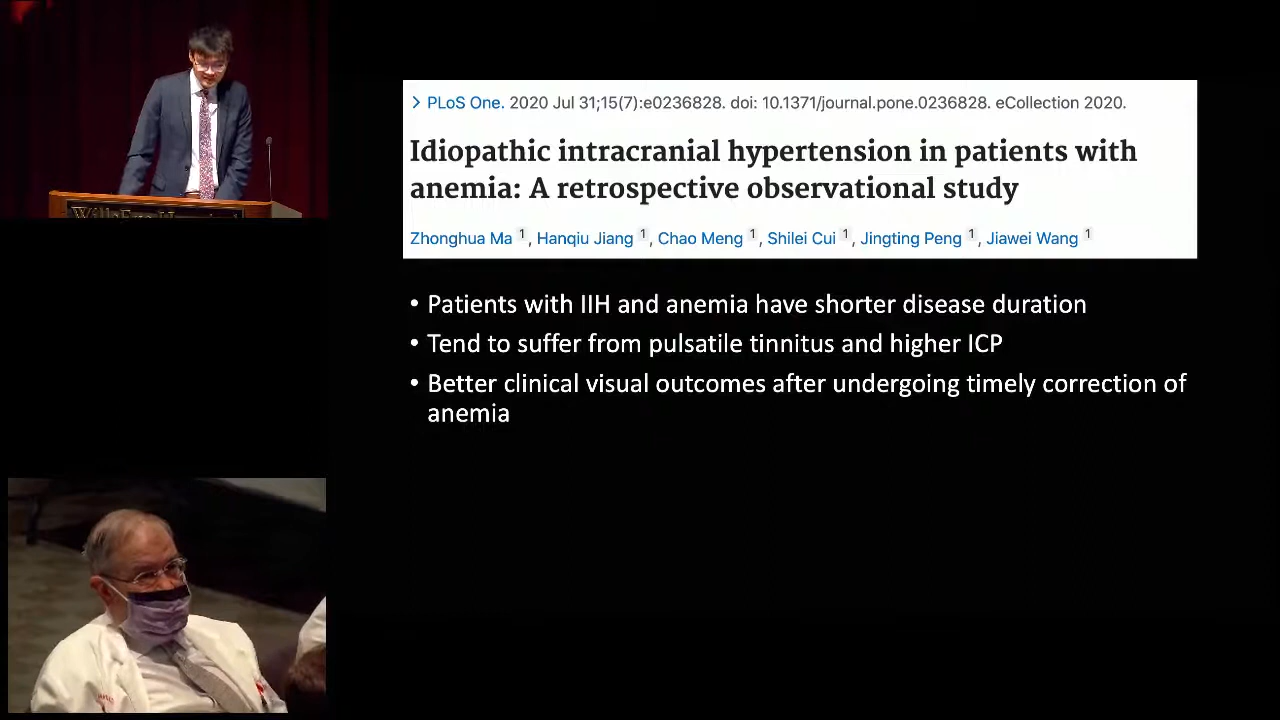 > PLoS One. 2020 Jul 31;15(7):e0236828. doi: 10.1371/journal.pone.0236828. eCollection 2020.
Idiopathic intracranial hypertension in patients with
anemia: A retrospective observational study
Zhonghua Ma 1, Hanqiu Jiang 1, Chao Meng 1, Shilei Cui 1, Jingting Peng 1, Jiawei Wang 1
• Patients with IIH and anemia have shorter disease duration
• Tend to suffer from pulsatile tinnitus and higher ICP
• Better clinical visual outcomes after undergoing timely correction of
anemia